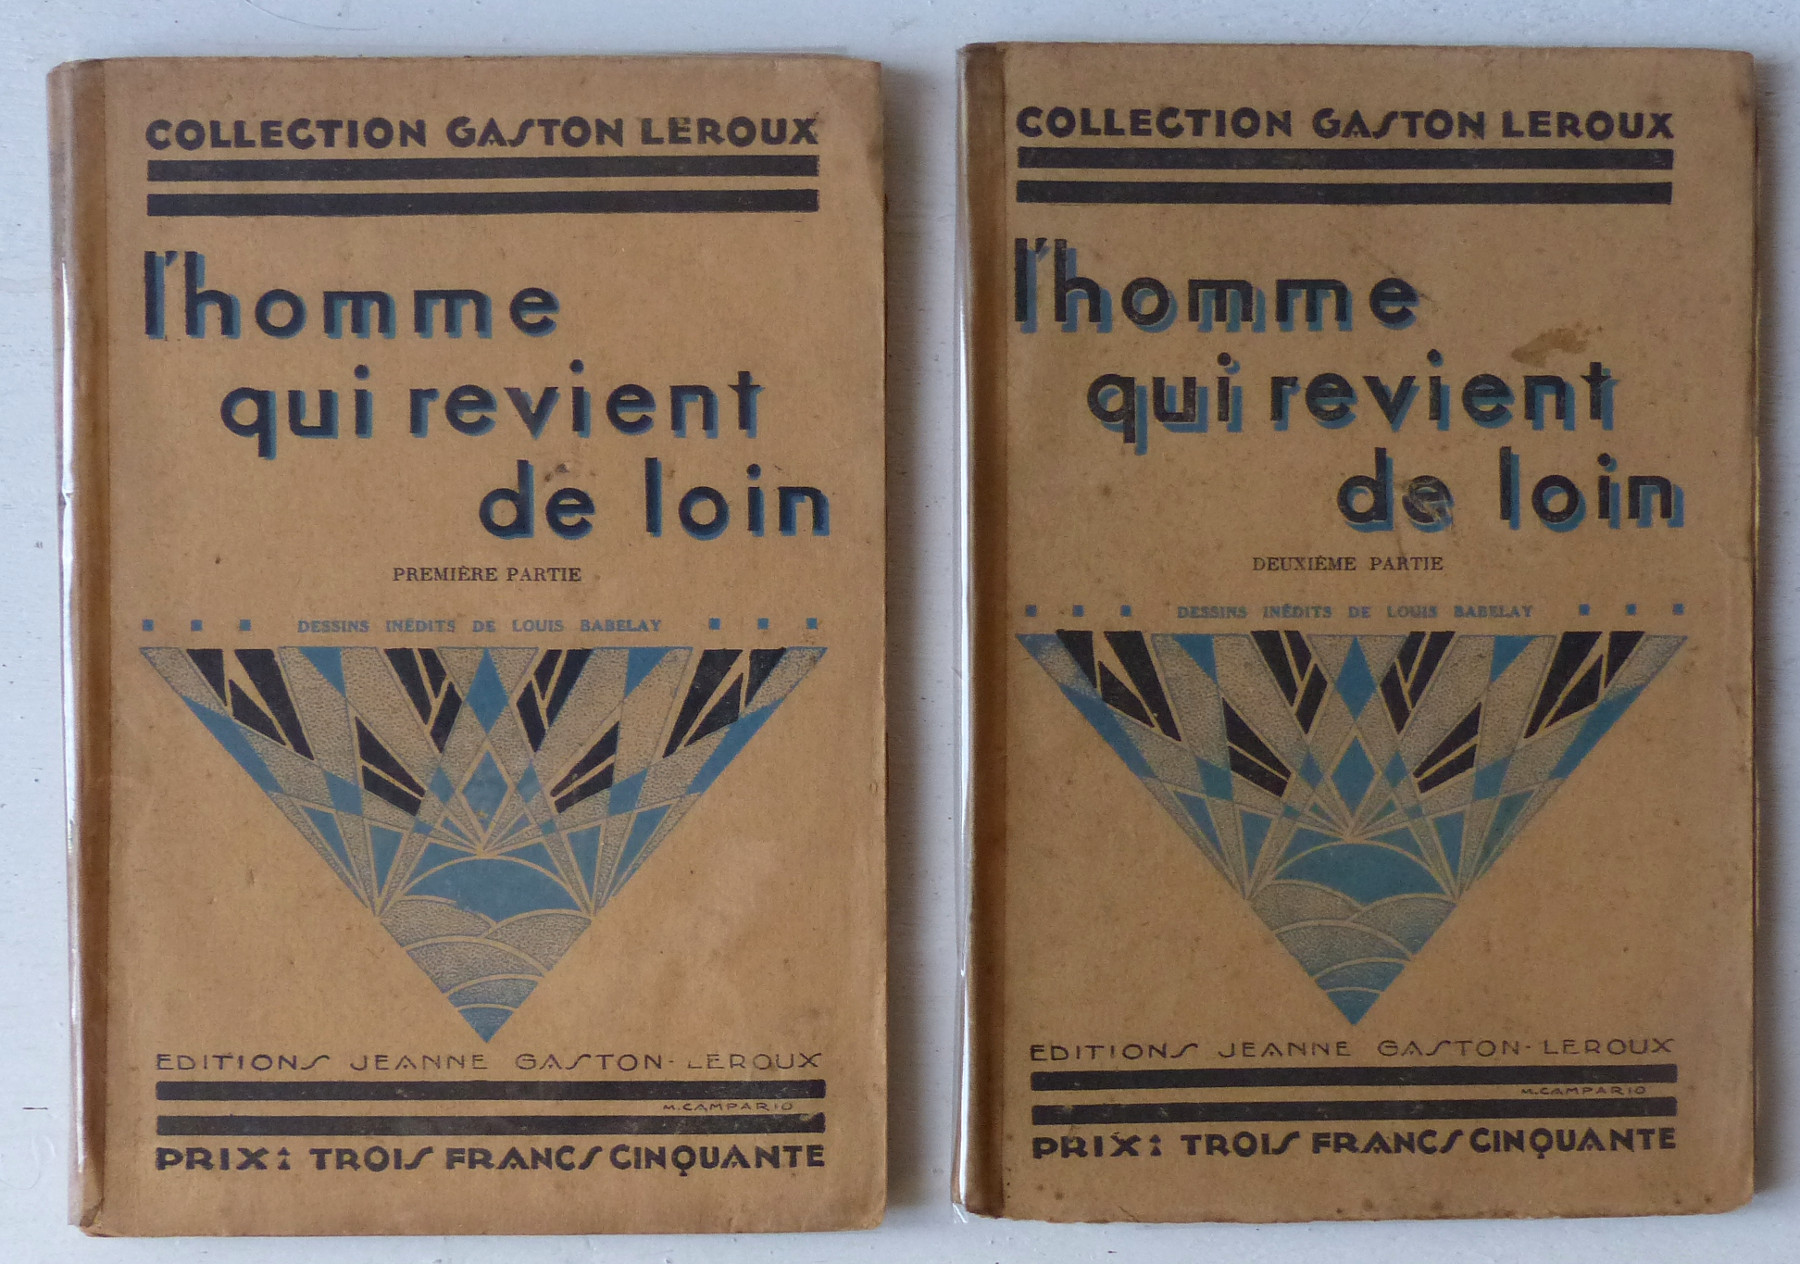 COLLECTION GASTON LEROUX
l'homme
qui revient
de loin
PREMIÈRE PARTIE
DESSINS INÉDITS DE LOUIS BABELAY
EDITIONS JEANNE GASTON-LEROUX
M. CAMPARIO
PRIX: TROIS FRANCS CINQUANTE
COLLECTION GASTON LEROUX
l'homme
qui revient
de loin
DEUXIÈME PARTIE
DESSINS INÉDITS DE LOUIS BABELAY
EDITIONS JEANNE GASTON-LEROUX
M. CAMPARIO
PRIX: TROIS FRANCS CINQUANTE